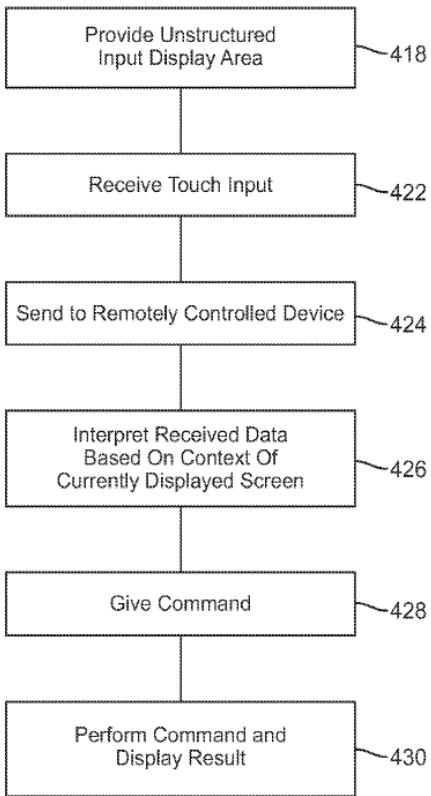 Provide Unstructured
Input Display Area
418
Receive Touch Input
422
Send to Remotely Controlled Device
424
Interpret Received Data
Based On Context Of
Currently Displayed Screen
426
Give Command
428
Perform Command and
Display Result
430